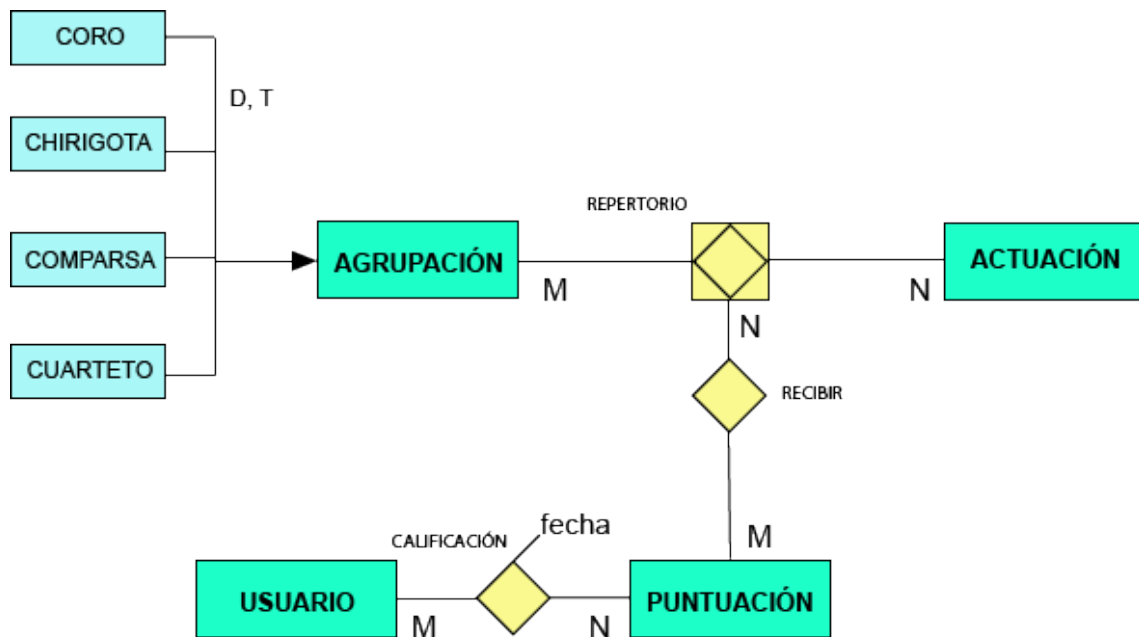 CORO
D, T
CHIRIGOTA
REPERTORIO
COMPARSA
AGRUPACIÓN
ACTUACIÓN
M
N
N
CUARTETO
RECIBIR
M
fecha
CALIFICACIÓN
USUARIO
PUNTUACIÓN
M
N